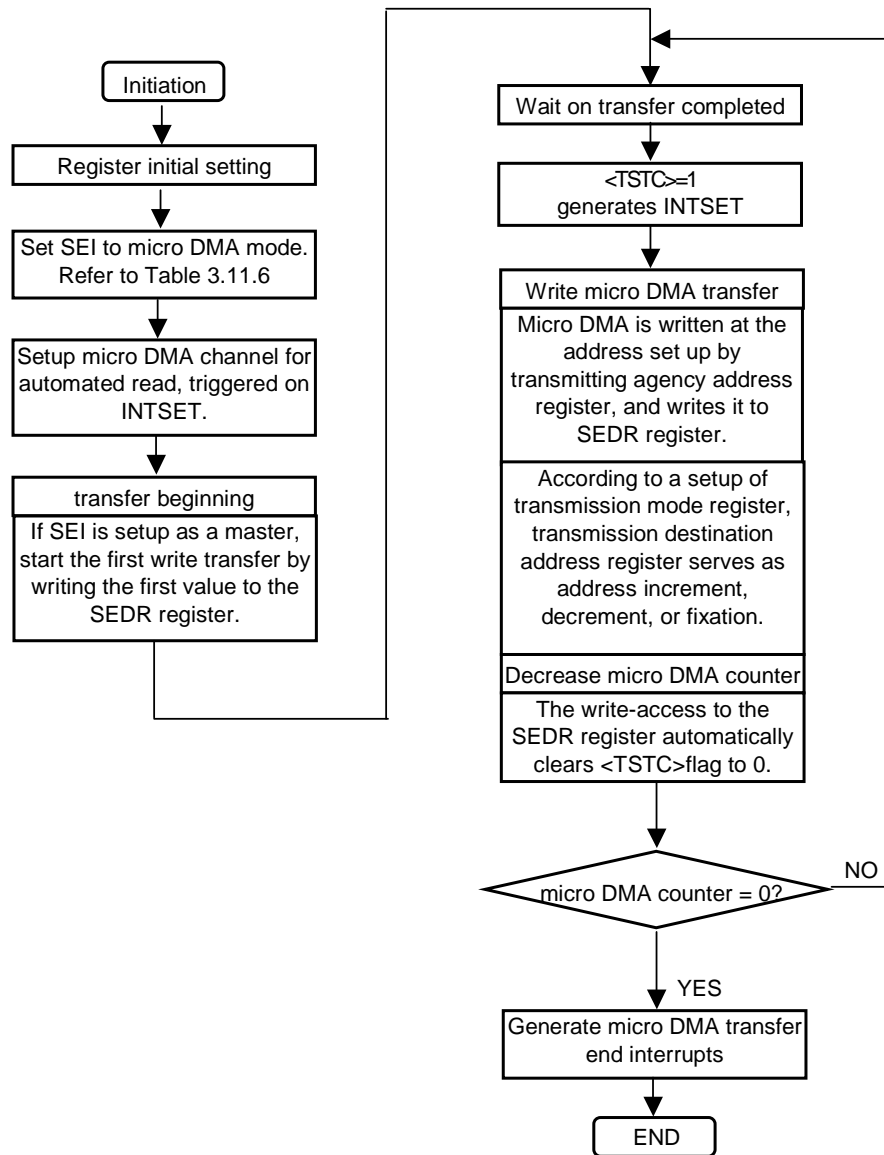 Initiation
Register initial setting
Set SEI to micro DMA mode.
Refer to Table 3.11.6
Setup micro DMA channel for
automated read, triggered on
INTSET.
transfer beginning
If SEI is setup as a master,
start the first write transfer by
writing the first value to the
SEDR register.
Wait on transfer completed
<TSTC>=1
generates INTSET
Write micro DMA transfer
Micro DMA is written at the
address set up by
transmitting agency address
register, and writes it to
SEDR register.
According to a setup of
transmission mode register,
transmission destination
address register serves as
address increment,
decrement, or fixation.
Decrease micro DMA counter
The write-access to the
SEDR register automatically
clears <TSTC>flag to 0.
micro DMA counter = 0?
NO
YES
Generate micro DMA transfer
end interrupts
END